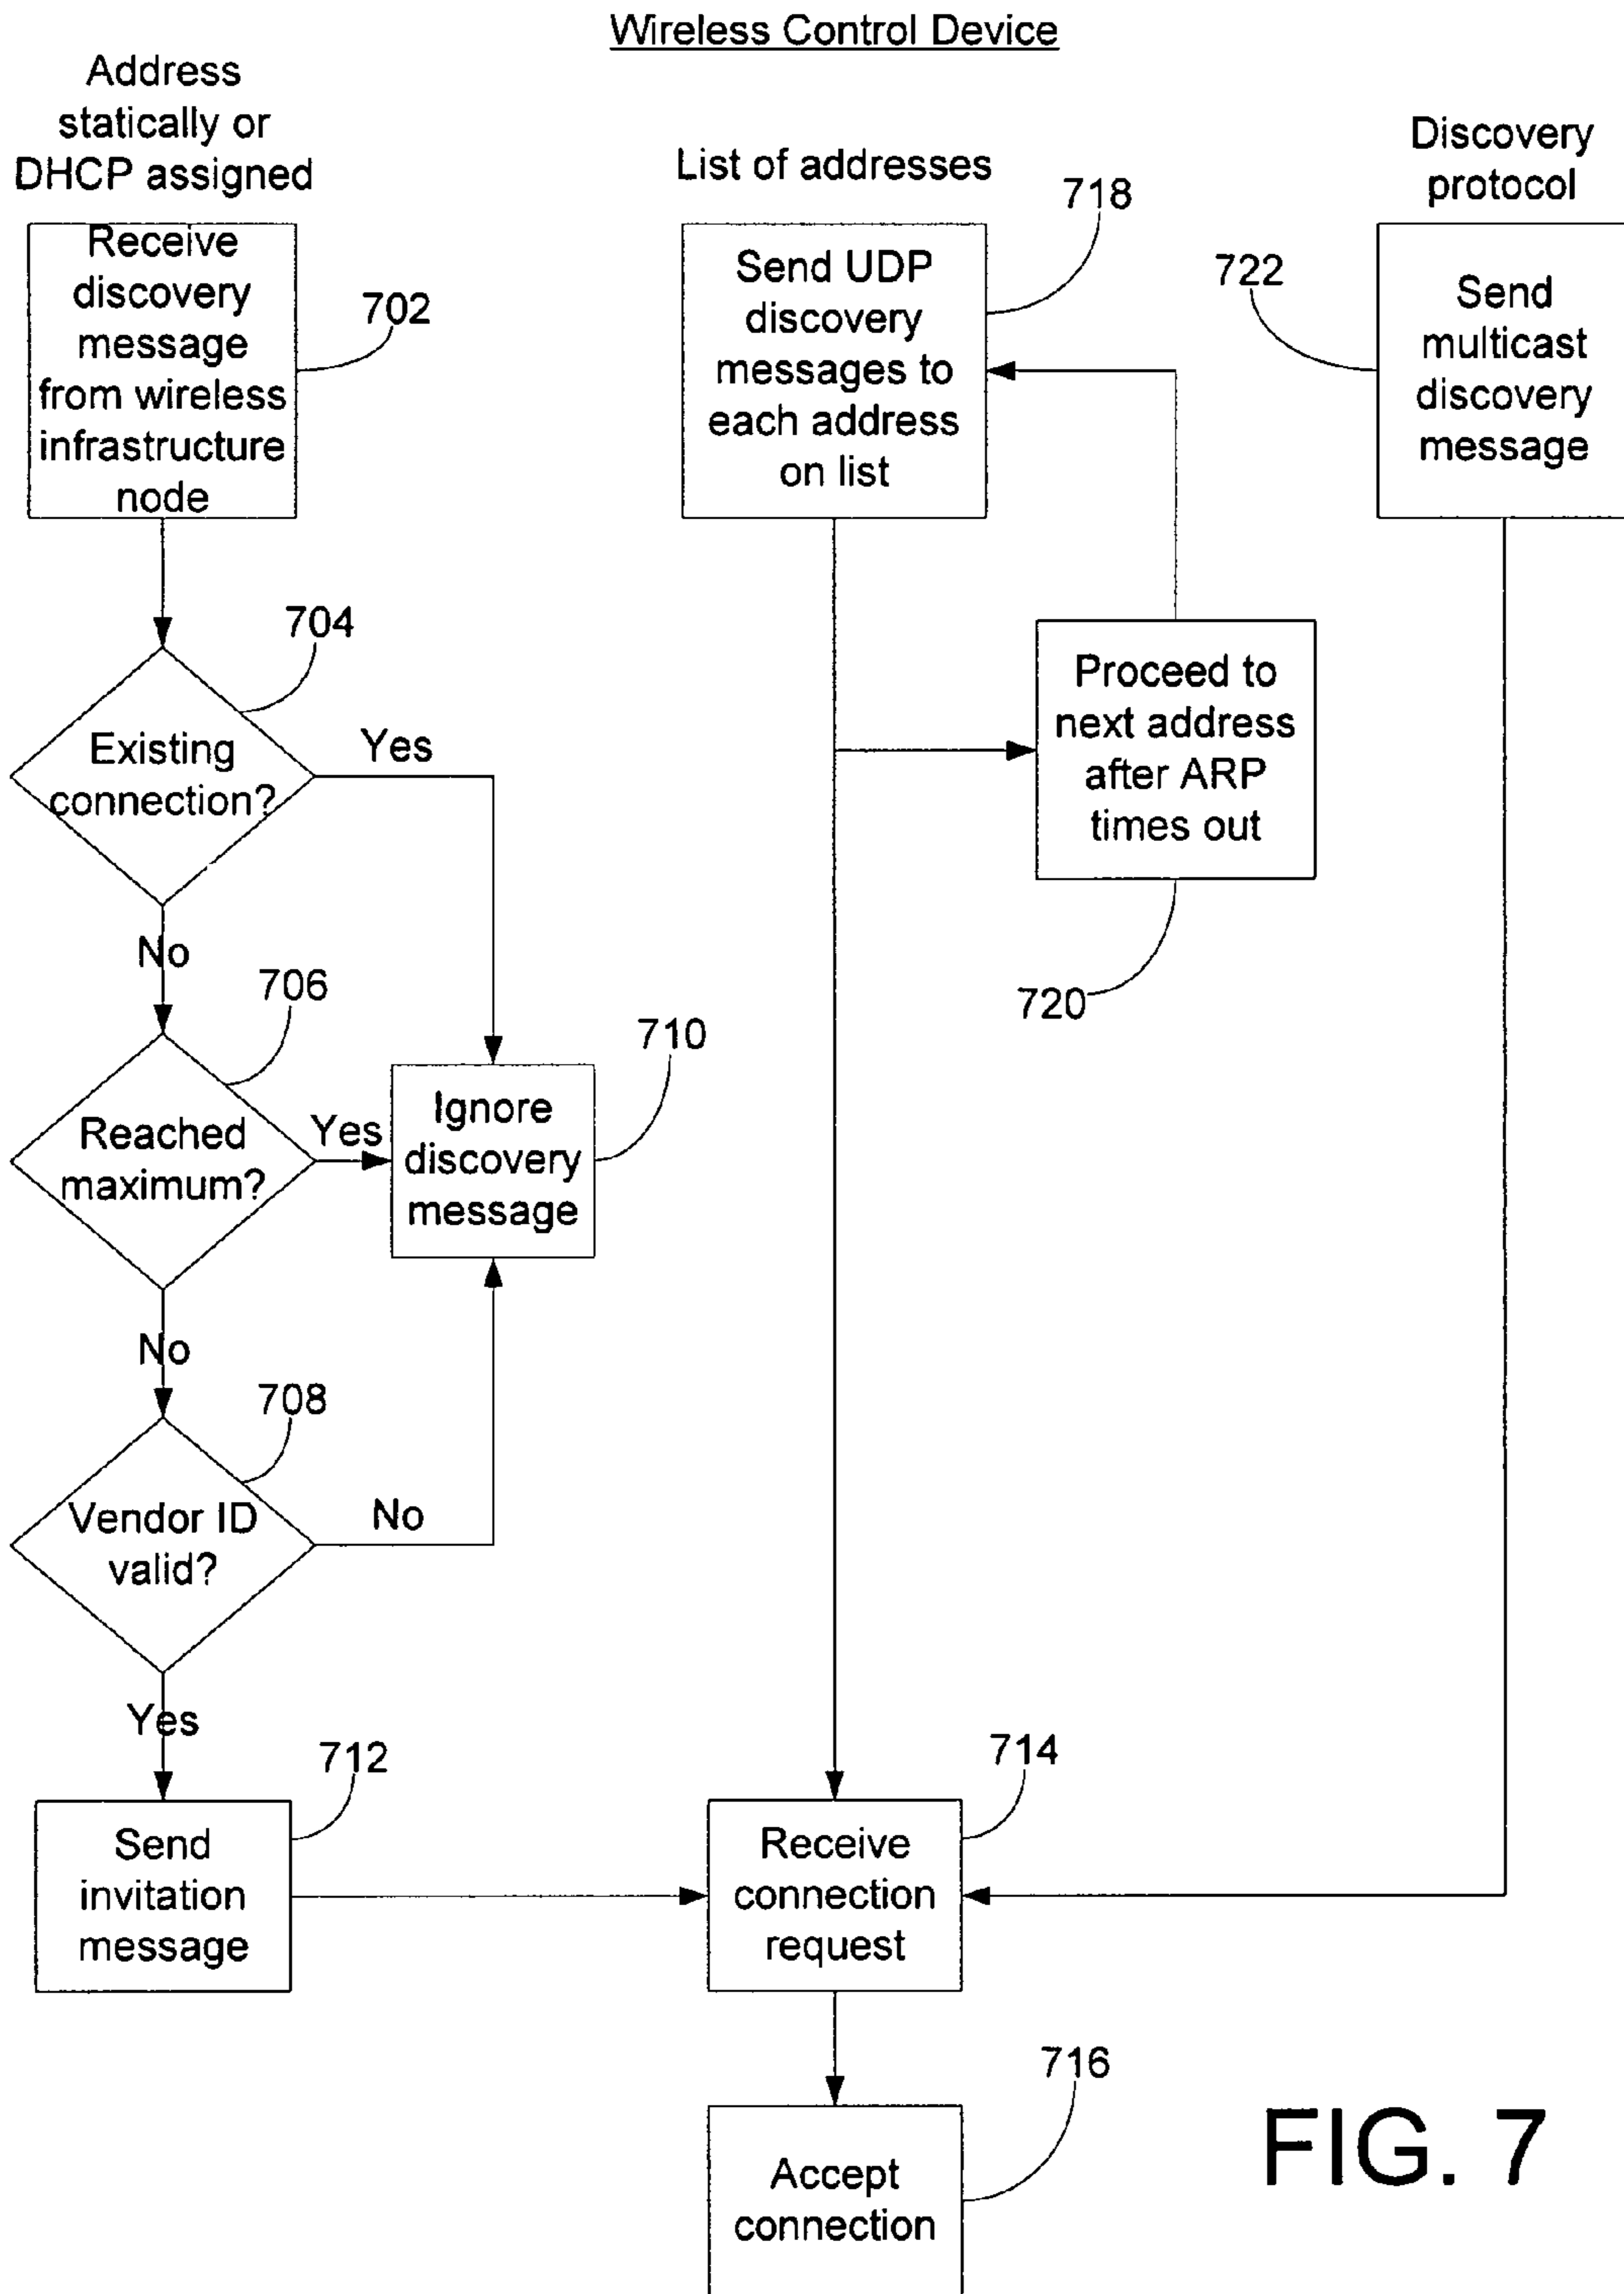 Wireless Control Device
Address
statically or
DHCP assigned
Receive
discovery
message
from wireless
infrastructure
node
702
704
Existing
connection?
Yes
No
706
Reached
maximum?
Yes
710
Ignore
discovery
message
No
708
Vendor ID
valid?
No
Yes
712
Send
invitation
message
List of addresses
718
Send UDP
discovery
messages to
each address
on list
Proceed to
next address
after ARP
times out
720
Discovery
protocol
722
Send
multicast
discovery
message
714
Receive
connection
request
716
Accept
connection
FIG. 7